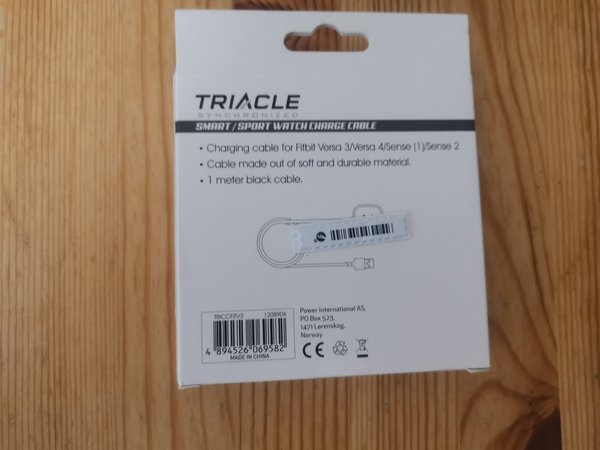 TRIACLE
SYNCHRONIZED
SMART / SPORT WATCH CHARGE CABLE
• Charging cable for Fitbit Versa 3/Versa 4/Sense (1)/Sense 2
• Cable made out of soft and durable material.
• 1 meter black cable.
TRICCFITV3 1208904
4 894526 069582
MADE IN CHINA
Power International AS,
PO Box 523,
1471 Lørenskog,
Norway
CE